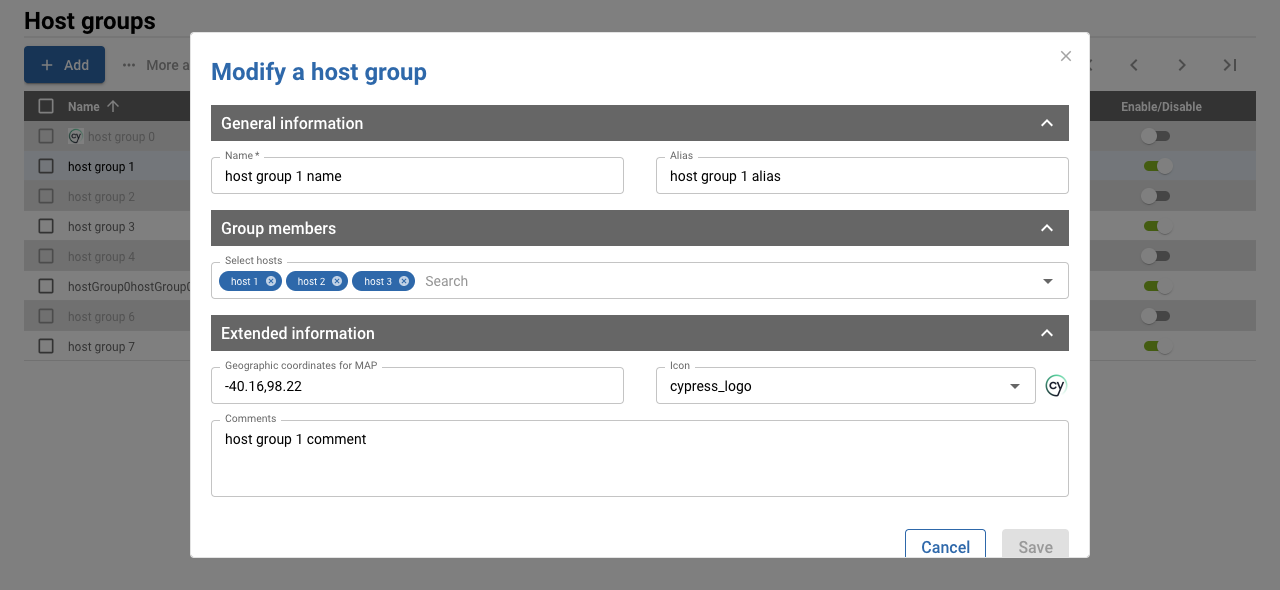 Host groups
Add
More a
Name
Enable/Disable
host group 0
host group 1
host group 2
host group 3
host group 4
hostGroup0hostGroup0
host group 6
host group 7
Modify a host group
General information
Name *
host group 1 name
Alias
host group 1 alias
Group members
Select hosts
host 1 host 2 host 3 Search
Extended information
Geographic coordinates for MAP
-40.16,98.22
Icon
cypress_logo
cy
Comments
host group 1 comment
Cancel Save